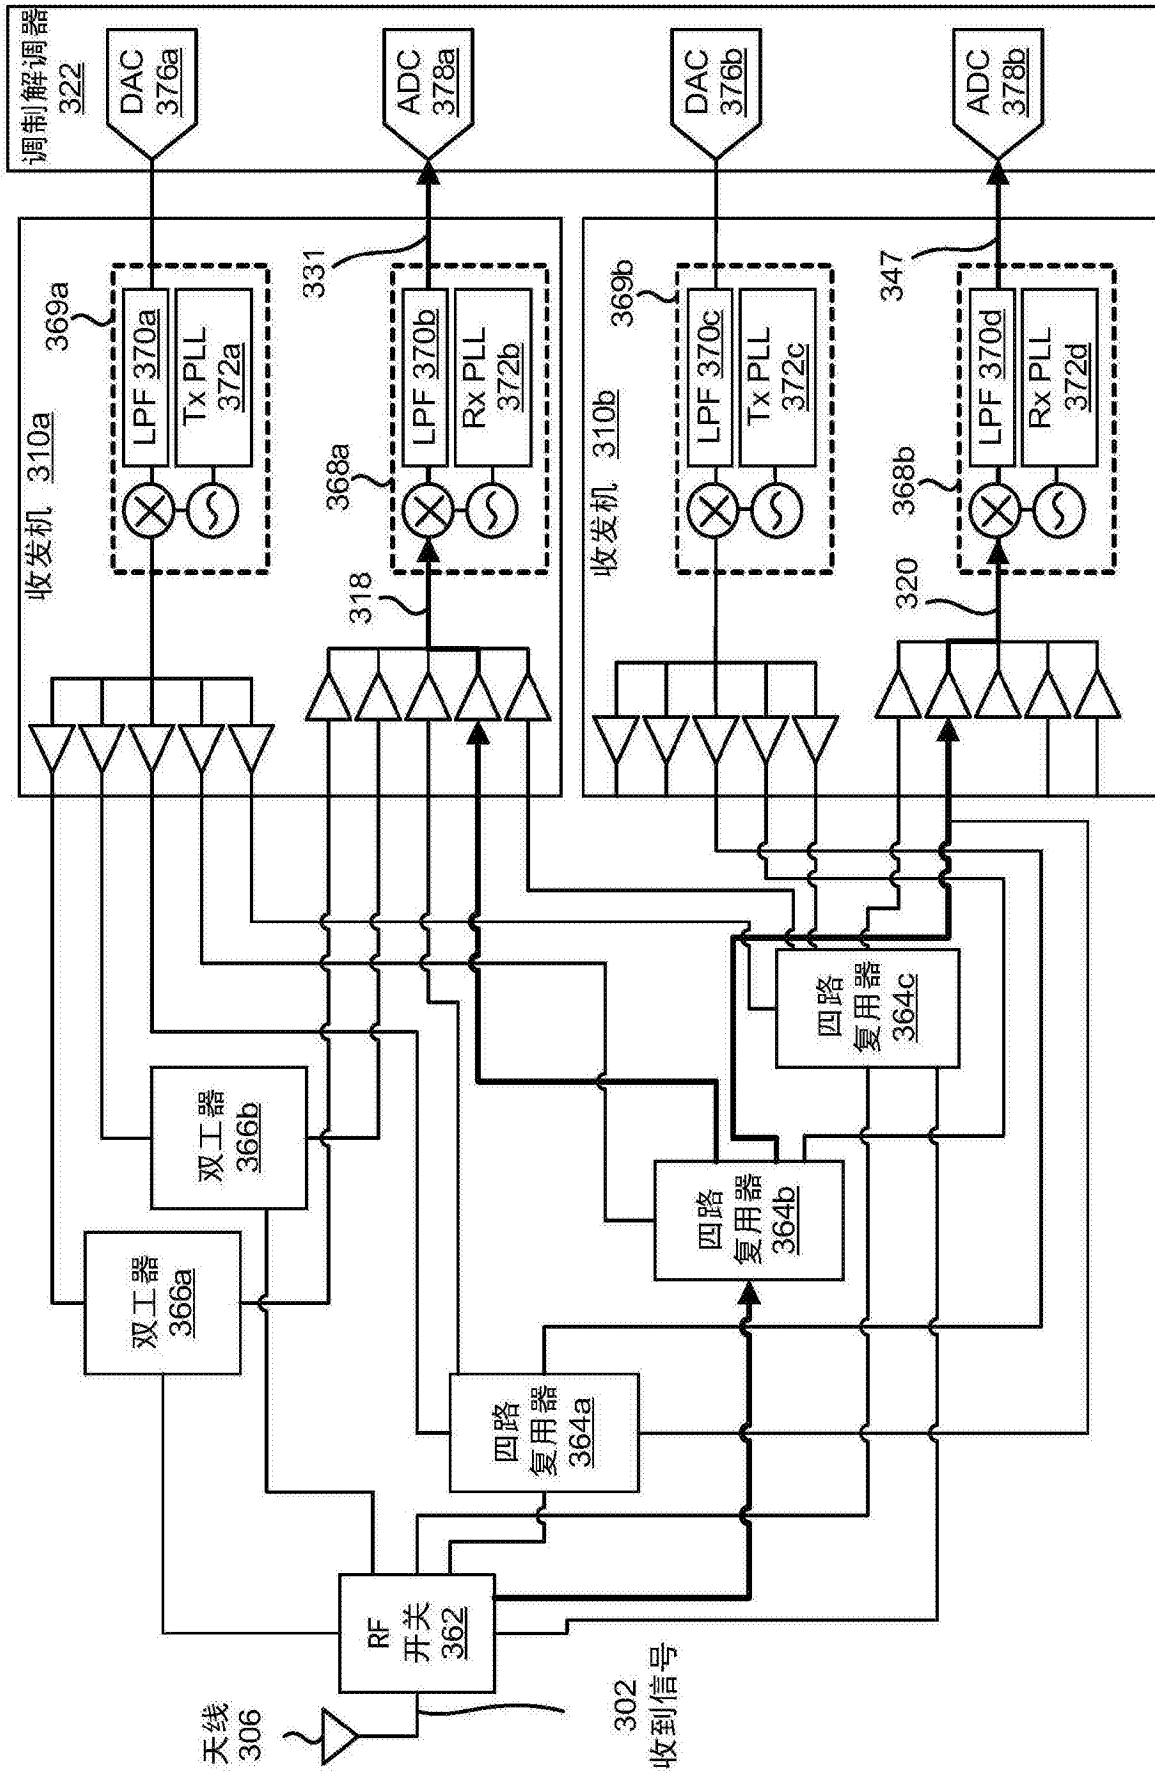 天线
306
302
收到信号
RF
开关
362
双工器
366a
双工器
366b
四路
复用器
364a
四路
复用器
364b
四路
复用器
364c
收发机 310a
369a
LPF 370a
Tx PLL
372a
318
368a
LPF 370b
Rx PLL
372b
331
收发机 310b
369b
LPF 370c
Tx PLL
372c
320
368b
LPF 370d
Rx PLL
372d
347
调制解调器
322
DAC
376a
ADC
378a
DAC
376b
ADC
378b